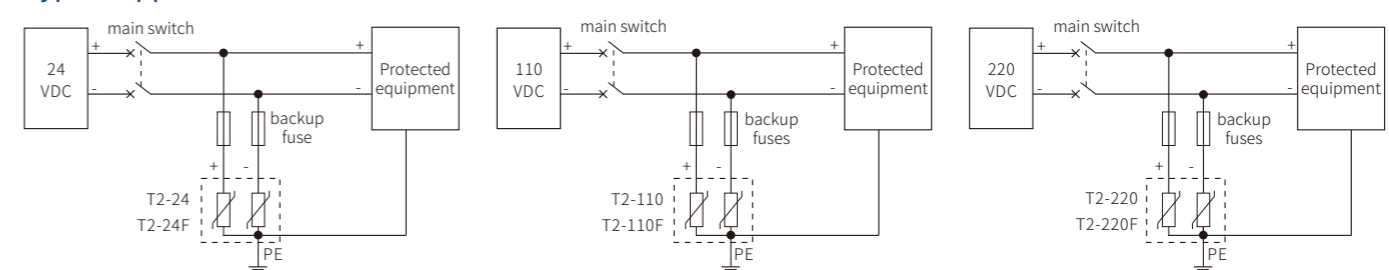 main switch
+
+
24
VDC
-
-
Protected
equipment
backup
fuse
+
-
T2-24
T2-24F
PE
main switch
+
+
110
VDC
-
-
Protected
equipment
backup
fuses
+
-
T2-110
T2-110F
PE
main switch
+
+
220
VDC
-
-
Protected
equipment
backup
fuses
+
-
T2-220
T2-220F
PE